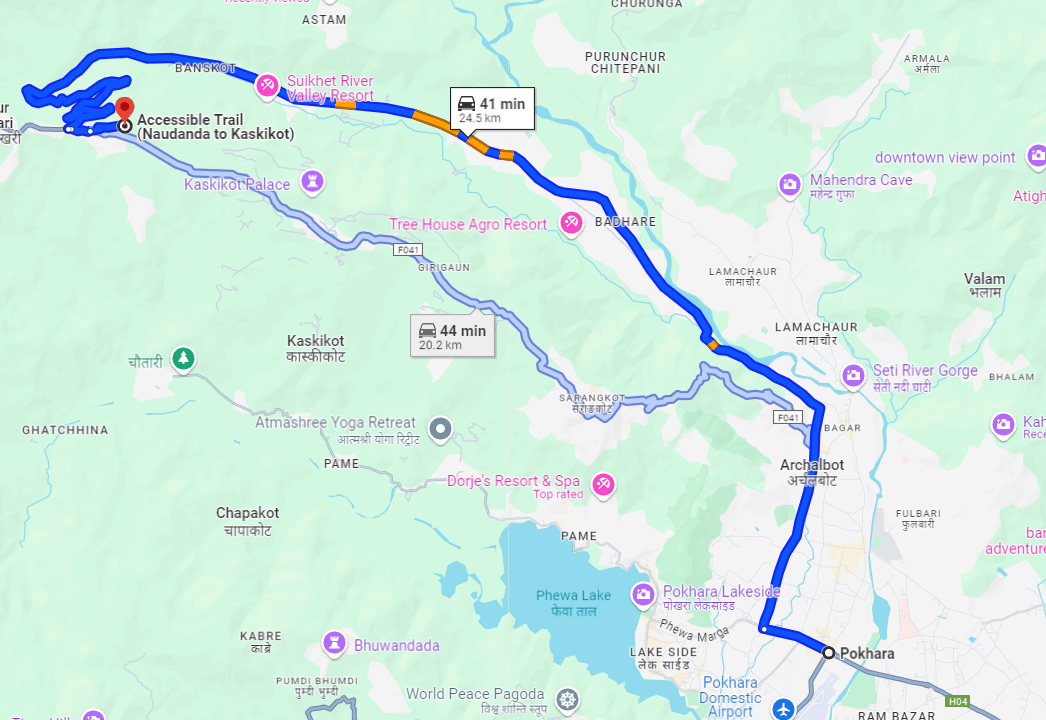 CHURUNGA
ASTAM
PURUNCHUR
CHITEPANI
ARMALA
अर्मला
BANSKOT
Suikhet River
Valley Resort
41 min
24.5 km
Accessible Trail
(Naudanda to Kaskikot)
downtown view point
Mahendra Cave
महेन्द्र गुफा
Kaskikot Palace
Tree House Agro Resort
BADHARE
F041
GIRIGAUN
LAMACHAUR
लामाचौर
Valam
भलाम
44 min
20.2 km
Kaskikot
कास्कीकोट
LAMACHAUR
लामाचौर
चौतारी
Seti River Gorge
सेती नदी घाटी
BHALAM
SARANGKOT
सराङकोट
F041
Atmashree Yoga Retreat
आत्मश्री योगा रिट्रीट
BAGAR
GHATCHHINA
PAME
Archalbot
अर्चलबोट
Dorje's Resort & Spa
Top rated
Chapakot
चापाकोट
FULBARI
फुलबारी
PAME
Phewa Lake
फेवा ताल
Pokhara Lakeside
पोखरा लेकसाइड
Phewa Marga
KABRE
काब्रे
Bhuwandada
LAKE SIDE
लेक साईड
Pokhara
PUMDI BHUMDI
पुम्दी भुम्दी
World Peace Pagoda
विश्व शान्ति स्तूप
Pokhara
Domestic
Airport
H04
RAM BAZAR